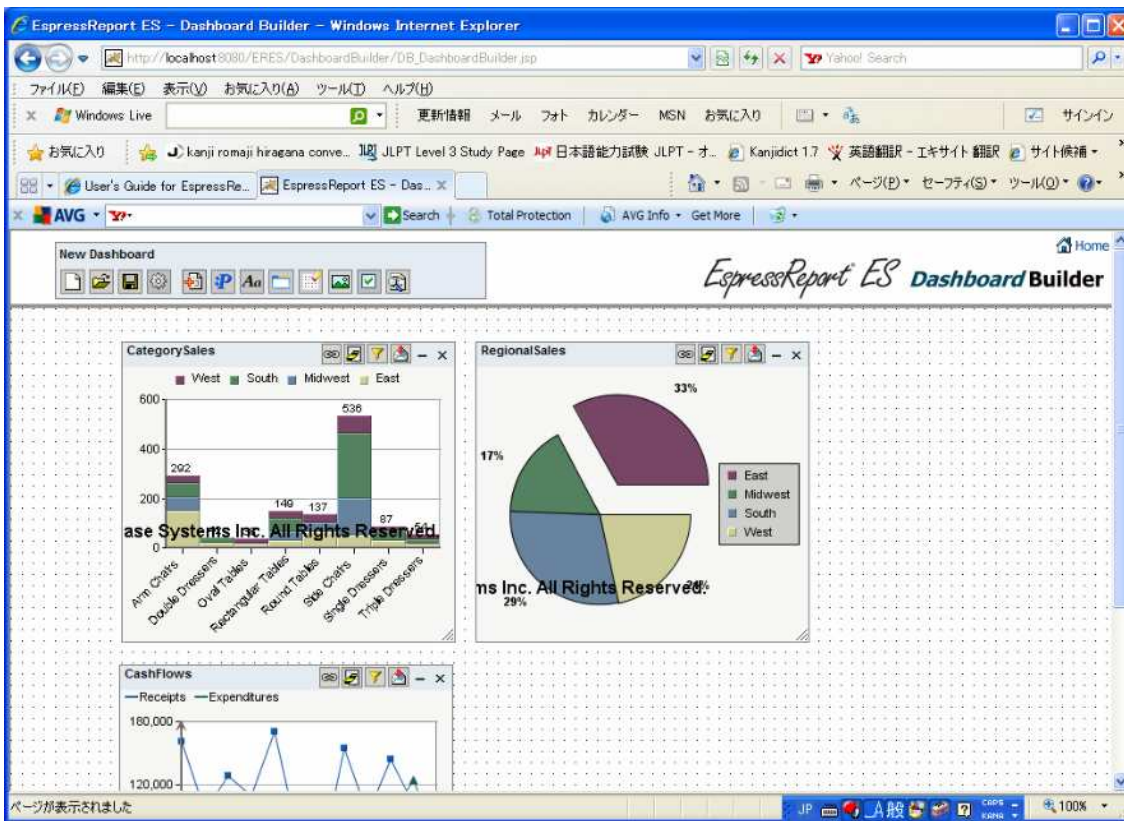 EspressReport ES - Dashboard Builder - Windows Internet Explorer
http://localhost:8080/ERES/DashboardBuilder/DB_DashboardBuilder.jsp
Yahoo! Search
ファイル(F) 編集(E) 表示(V) お気に入り(A) ツール(T) ヘルプ(H)
Windows Live 更新情報 メール フォト カレンダー MSN お気に入り サインイン
お気に入り kanji romaji hiragana conve... JLPT Level 3 Study Page 日本語能力試験 JLPT - オ... Kanjidict 1.7 英語翻訳 - エキサイト 翻訳 サイト候補
User's Guide for EspressRe... EspressReport ES - Das... ページ(P) セーフティ(S) ツール(O)
AVG Search Total Protection AVG Info Get More
Home
New Dashboard
EspressReport ES Dashboard Builder
CategorySales
West South Midwest East
600
400
200
0
292
149
137
536
87
ase Systems Inc. All Rights Reserved.
Arm Chairs
Double Dressers
Oval Tables
Rectangular Tables
Round Tables
Side Chairs
Single Dressers
Triple Dressers
RegionalSales
33%
17%
29%
East
Midwest
South
West
ms Inc. All Rights Reserved.
CashFlows
Receipts Expenditures
180,000
120,000
ページが表示されました
JP A 般 CAPS KANA 100%